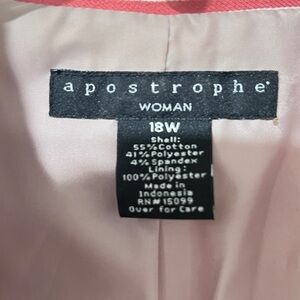 apostrophe
WOMAN
18W
Shell:
55%Cotton
41%Polyester
4%Spandex
Lining:
100%Polyester
Made in
Indonesia
RN#15099
Over for Care